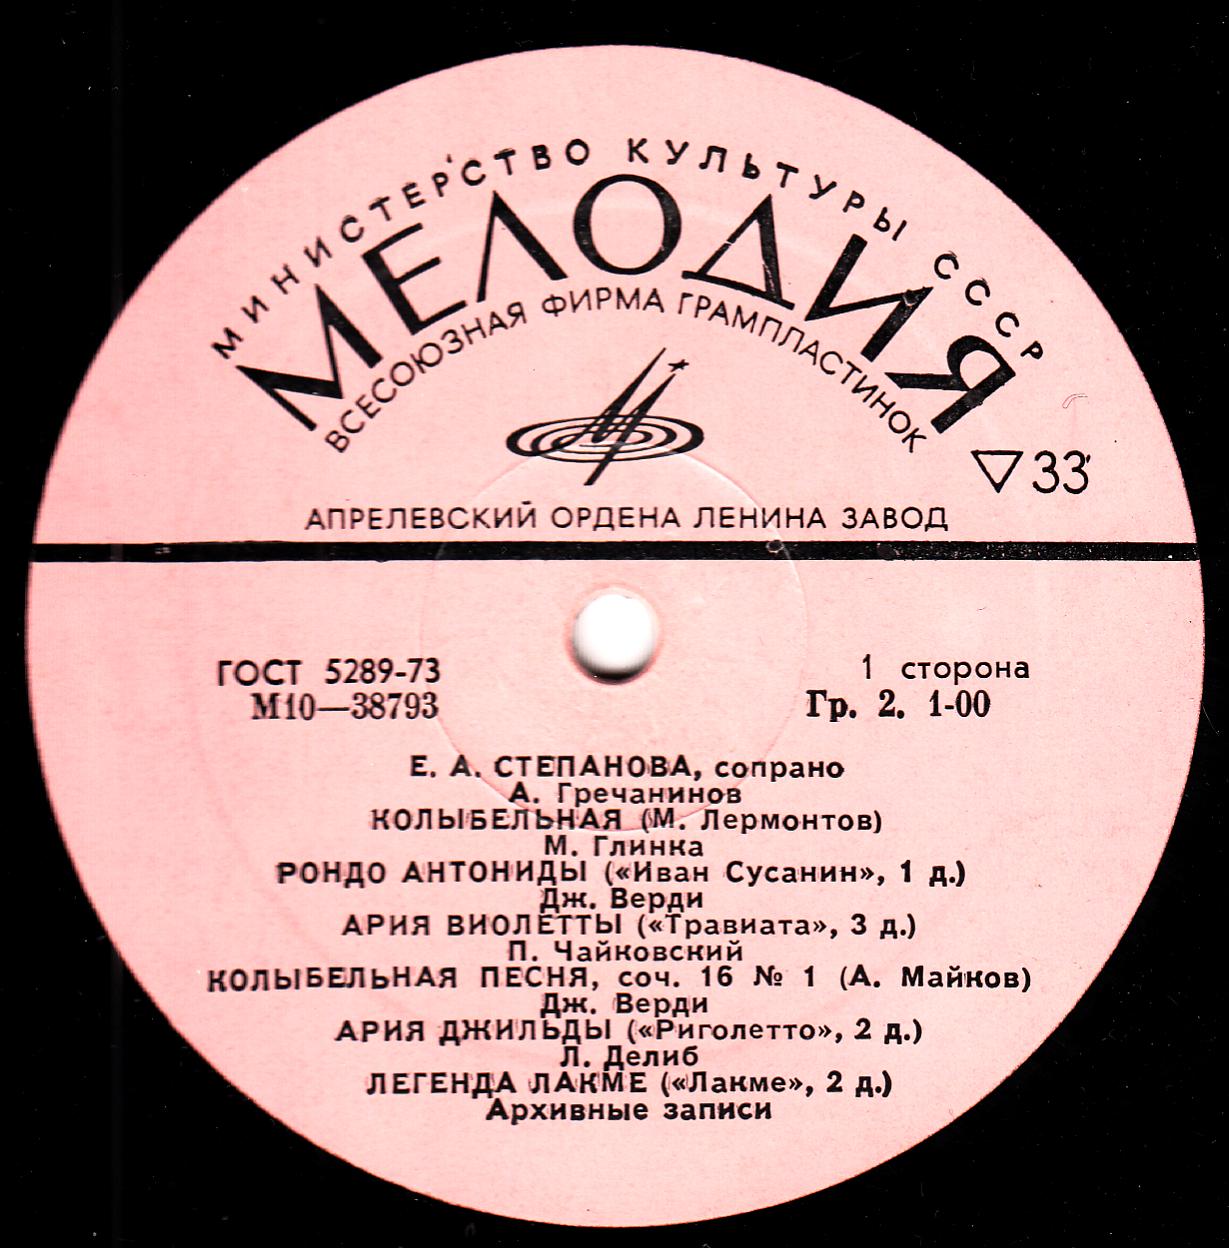 МИНИСТЕРСТВО КУЛЬТУРЫ СССР
МЕЛОДИЯ
ВСЕСОЮЗНАЯ ФИРМА ГРАМПЛАСТИНОК
33
АПРЕЛЕВСКИЙ ОРДЕНА ЛЕНИНА ЗАВОД
ГОСТ 5289-73
1 сторона
М10—38793
Гр. 2. 1-00
Е. А. СТЕПАНОВА, сопрано
А. Гречанинов
КОЛЫБЕЛЬНАЯ (М. Лермонтов)
М. Глинка
РОНДО АНТОНИДЫ («Иван Сусанин», 1 д.)
Дж. Верди
АРИЯ ВИОЛЕТТЫ («Травиата», 3 д.)
П. Чайковский
КОЛЫБЕЛЬНАЯ ПЕСНЯ, соч. 16 № 1 (А. Майков)
Дж. Верди
АРИЯ ДЖИЛЬДЫ («Риголетто», 2 д.)
Л. Делиб
ЛЕГЕНДА ЛАКМЕ («Лакме», 2 д.)
Архивные записи